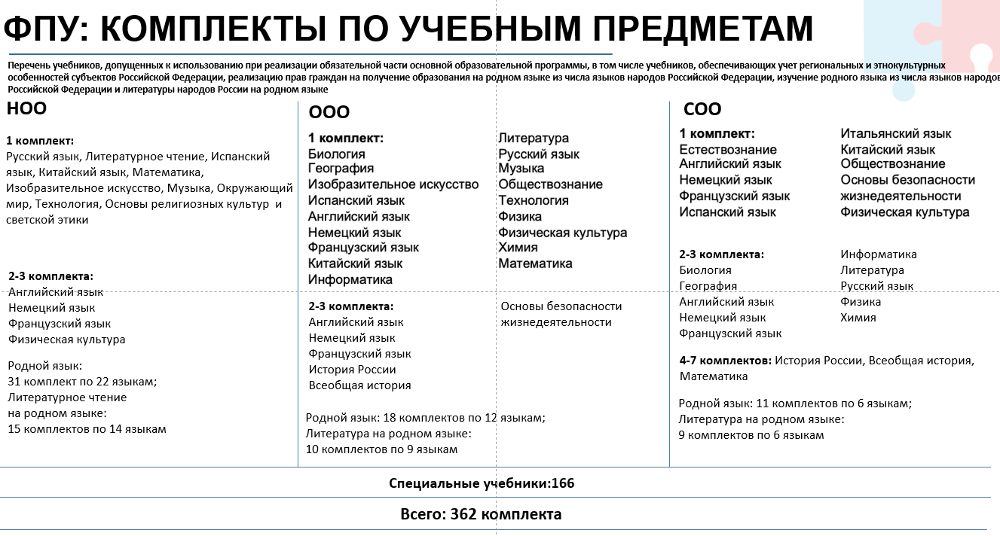 ФПУ: КОМПЛЕКТЫ ПО УЧЕБНЫМ ПРЕДМЕТАМ
Перечень учебников, допущенных к использованию при реализации обязательной части основной образовательной программы, в том числе учебников, обеспечивающих учет региональных и этнокультурных
особенностей субъектов Российской Федерации, реализацию прав граждан на получение образования на родном языке из числа языков народов Российской Федерации, изучение родного языка из числа языков народов
Российской Федерации и литературы народов России на родном языке
НОО
1 комплект:
Русский язык, Литературное чтение, Испанский
язык, Китайский язык, Математика,
Изобразительное искусство, Музыка, Окружающий
мир, Технология, Основы религиозных культур и
светской этики
2-3 комплекта:
Английский язык
Немецкий язык
Французский язык
Физическая культура
Родной язык:
31 комплект по 22 языкам;
Литературное чтение
на родном языке:
15 комплектов по 14 языкам
ООО
1 комплект:
Биология
География
Изобразительное искусство
Испанский язык
Английский язык
Немецкий язык
Французский язык
Китайский язык
Информатика
Литература
Русский язык
Музыка
Обществознание
Технология
Физика
Физическая культура
Химия
Математика
2-3 комплекта:
Английский язык
Немецкий язык
Французский язык
История России
Всеобщая история
Основы безопасности
жизнедеятельности
Родной язык: 18 комплектов по 12 языкам;
Литература на родном языке:
10 комплектов по 9 языкам
СОО
1 комплект:
Естествознание
Английский язык
Немецкий язык
Французский язык
Испанский язык
Итальянский язык
Китайский язык
Обществознание
Основы безопасности
жизнедеятельности
Физическая культура
2-3 комплекта:
Биология
География
Английский язык
Немецкий язык
Французский язык
Информатика
Литература
Русский язык
Физика
Химия
4-7 комплектов: История России, Всеобщая история,
Математика
Родной язык: 11 комплектов по 6 языкам;
Литература на родном языке:
9 комплектов по 6 языкам
Специальные учебники:166
Всего: 362 комплекта